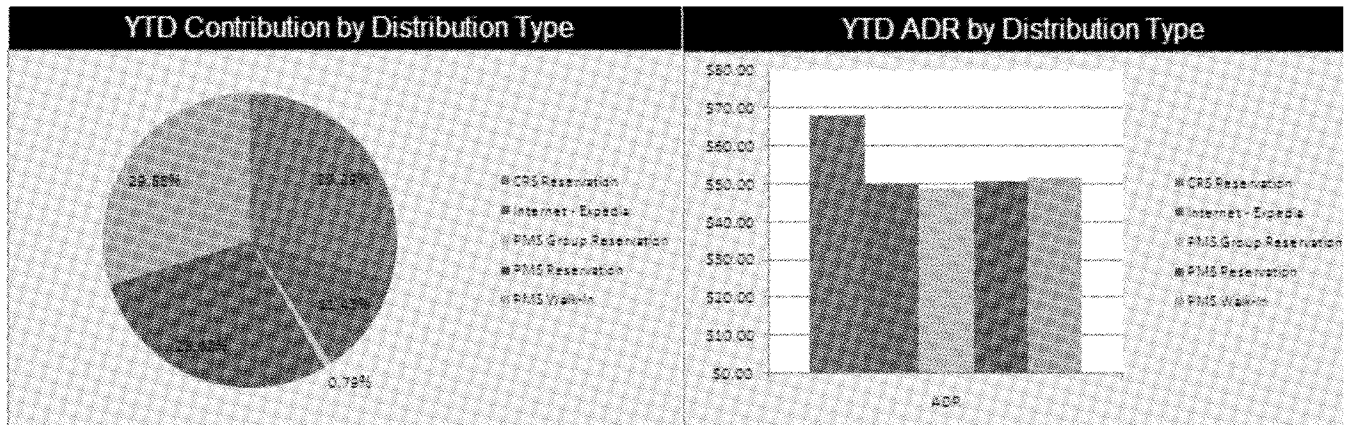 YTD Contribution by Distribution Type
29.88%
0.79%
CRS Reservation
Internet - Expedia
PMS Group Reservation
PMS Reservation
PMS Walk-In
YTD ADR by Distribution Type
$80.00
$70.00
$60.00
$50.00
$40.00
$30.00
$20.00
$10.00
$0.00
ADR
CRS Reservation
Internet - Expedia
PMS Group Reservation
PMS Reservation
PMS Walk-In